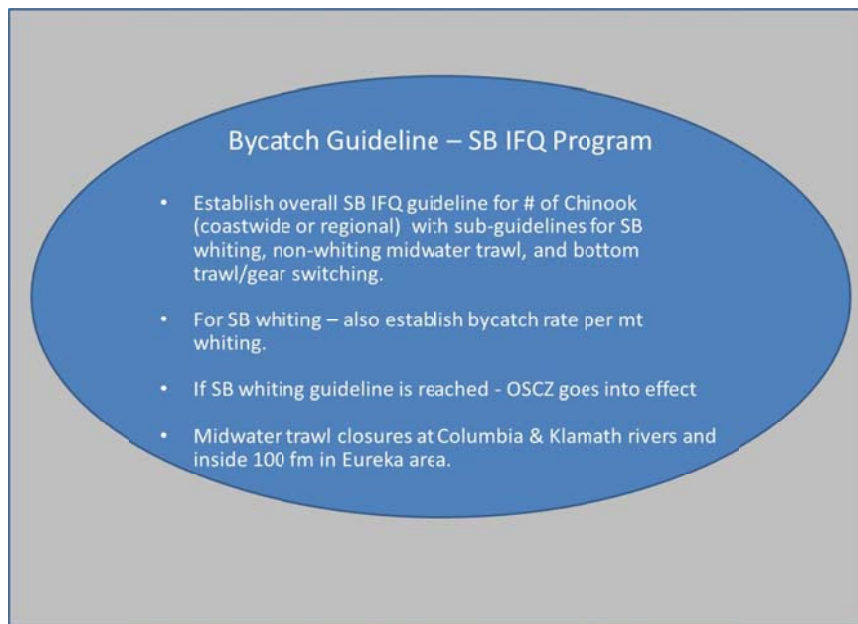 Bycatch Guideline – SB IFQ Program
• Establish overall SB IFQ guideline for # of Chinook
(coastwide or regional) with sub-guidelines for SB
whiting, non-whiting midwater trawl, and bottom
trawl/gear switching.
• For SB whiting – also establish bycatch rate per mt
whiting.
• If SB whiting guideline is reached - OSCZ goes into effect
• Midwater trawl closures at Columbia & Klamath rivers and
inside 100 fm in Eureka area.